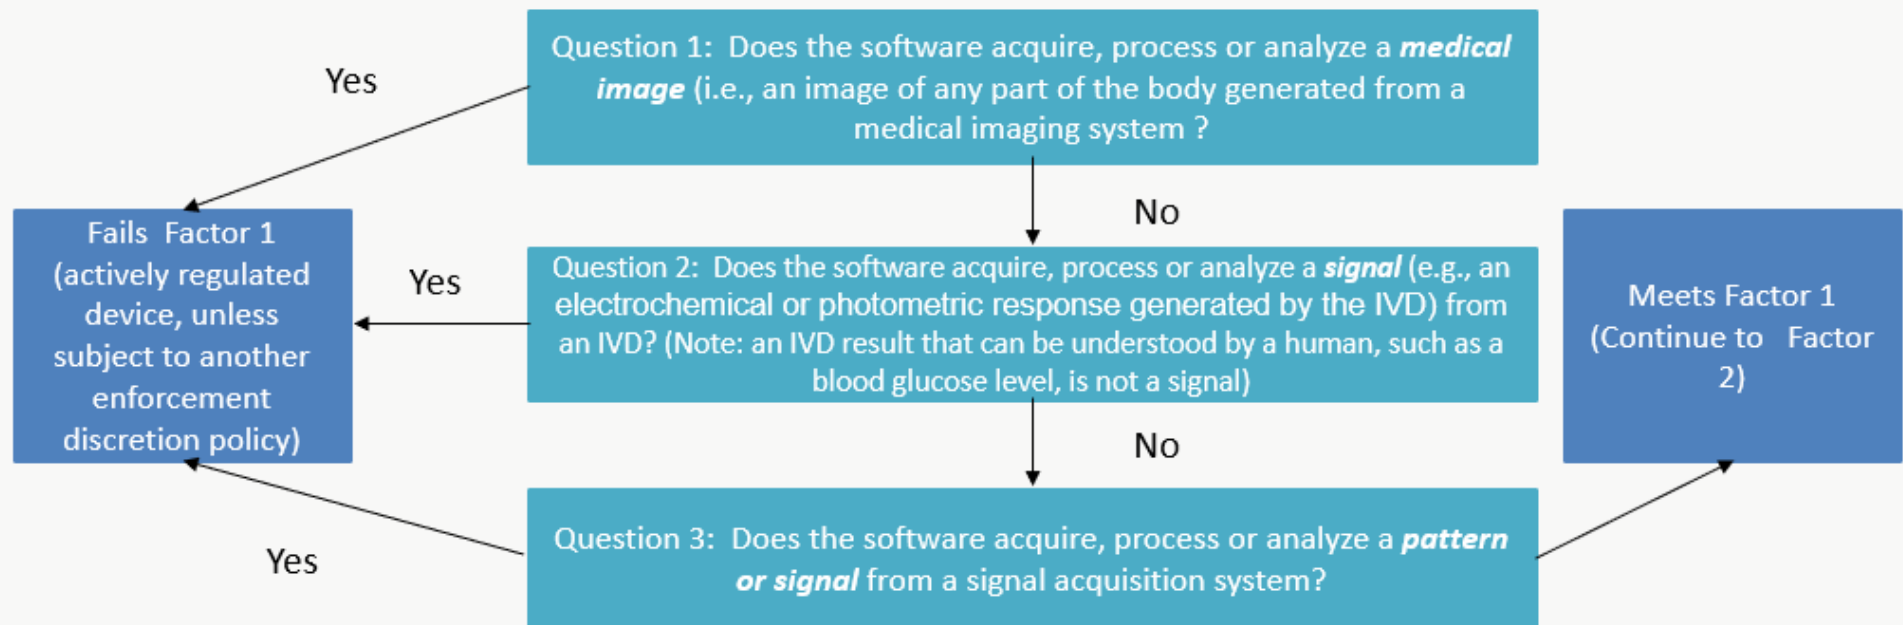 Question 1:  Does the software acquire, process or analyze a medical
image (i.e., an image of any part of the body generated from a
medical imaging system ?
Yes
No
Fails  Factor 1
(actively regulated
device, unless
subject to another
enforcement
discretion policy)
Yes
Question 2:  Does the software acquire, process or analyze a signal (e.g., an
electrochemical or photometric response generated by the IVD) from
an IVD? (Note: an IVD result that can be understood by a human, such as a
blood glucose level, is not a signal)
Meets Factor 1
(Continue to   Factor
2)
No
Question 3:  Does the software acquire, process or analyze a pattern
or signal from a signal acquisition system?
Yes